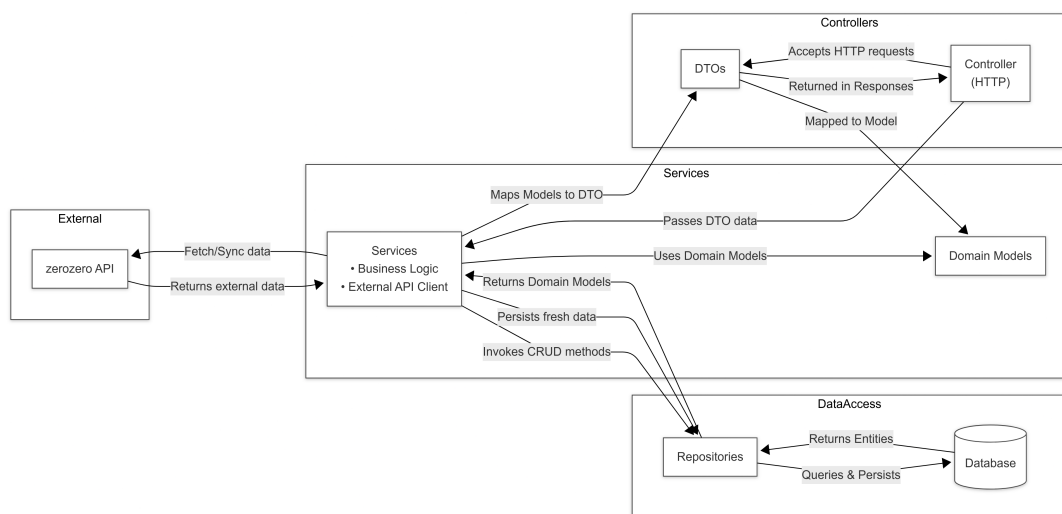 Controllers
Accepts HTTP requests
DTOs
Controller
(HTTP)
Returned in Responses
Mapped to Model
Services
Maps Models to DTO
External
Passes DTO data
Fetch/Sync data
Services
• Business Logic
• External API Client
Uses Domain Models
Domain Models
zerozero API
Returns external data
Returns Domain Models
Persists fresh data
Invokes CRUD methods
DataAccess
Returns Entities
Repositories
Database
Queries & Persists